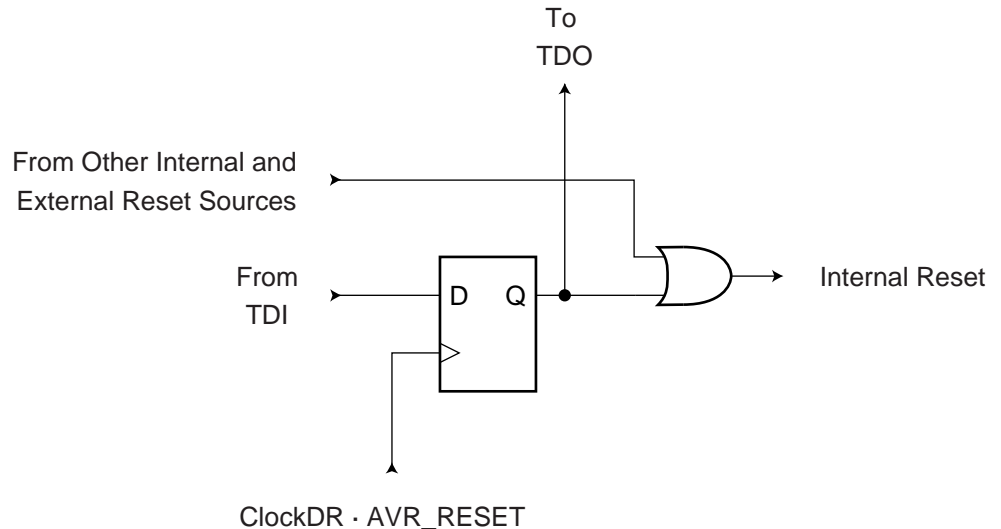 To
TDO
From Other Internal and
External Reset Sources
From
TDI
D Q
Internal Reset
ClockDR · AVR_RESET